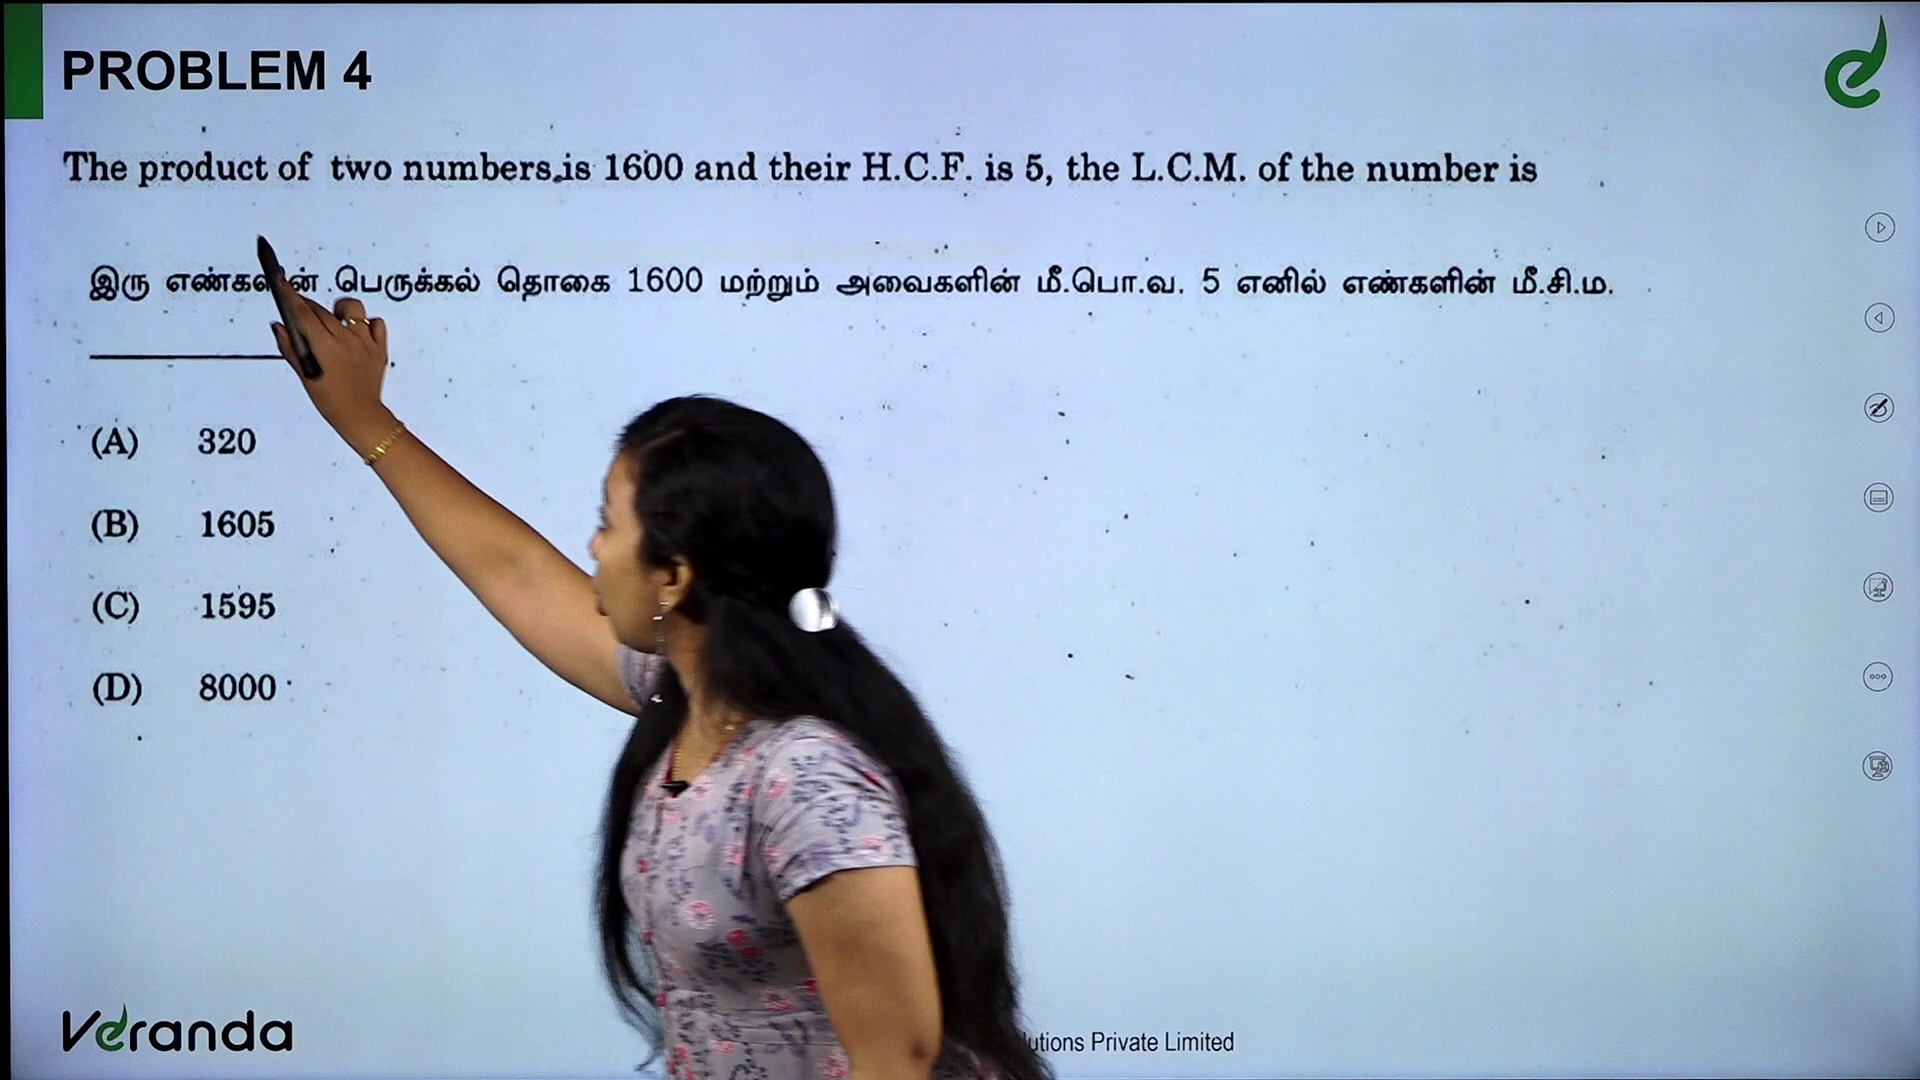 PROBLEM 4
The product of two numbers is 1600 and their H.C.F. is 5, the L.C.M. of the number is
இரு எண்களின் பெருக்கல் தொகை 1600 மற்றும் அவைகளின் மீ.பொ.வ. 5 எனில் எண்களின் மீ.சி.ம.
(A) 320
(B) 1605
(C) 1595
(D) 8000
Veranda
Private Limited